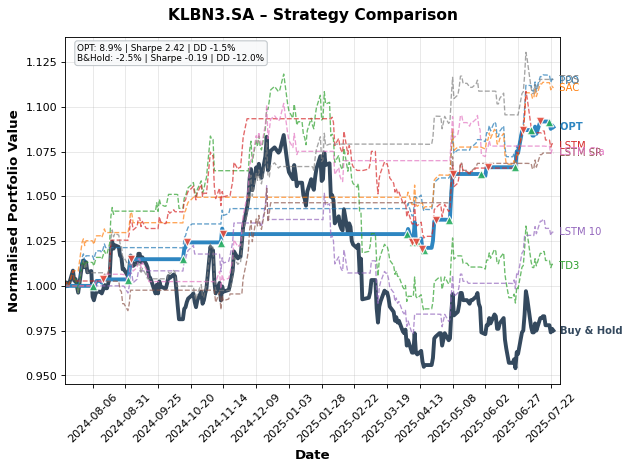 KLBN3.SA – Strategy Comparison
OPT: 8.9% | Sharpe 2.42 | DD -1.5%
B&Hold: -2.5% | Sharpe -0.19 | DD -12.0%
Normalised Portfolio Value
1.125
1.100
1.075
1.050
1.025
1.000
0.975
0.950
SAC
OPT
LSTM
LSTM SR
LSTM 10
TD3
Buy & Hold
2024-08-06
2024-08-31
2024-09-25
2024-10-20
2024-11-14
2024-12-09
2025-01-03
2025-01-28
2025-02-22
2025-03-19
2025-04-13
2025-05-08
2025-06-02
2025-06-27
2025-07-22
Date